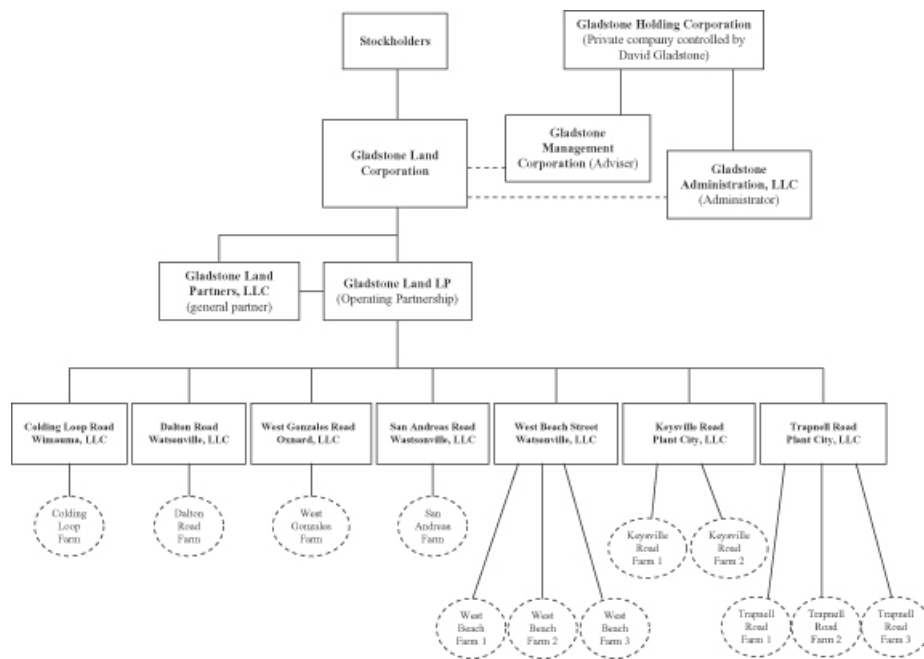 Stockholders
Gladstone Holding Corporation
(Private company controlled by
David Gladstone)
Gladstone Land
Corporation
Gladstone
Management
Corporation (Adviser)
Gladstone
Administration, LLC
(Administrator)
Gladstone Land
Partners, LLC
(general partner)
Gladstone Land LP
(Operating Partnership)
Colding Loop Road
Wimauma, LLC
Dalton Road
Watsonville, LLC
West Gonzales Road
Oxnard, LLC
San Andreas Road
Wastsonville, LLC
West Beach Street
Watsonville, LLC
Keysville Road
Plant City, LLC
Trapnell Road
Plant City, LLC
Colding
Loop
Farm
Dalton
Road
Farm
West
Gonzales
Farm
San
Andreas
Farm
Keysville
Road
Farm 1
Keysville
Road
Farm 2
West
Beach
Farm 1
West
Beach
Farm 2
West
Beach
Farm 3
Trapnell
Road
Farm 1
Trapnell
Road
Farm 2
Trapnell
Road
Farm 3